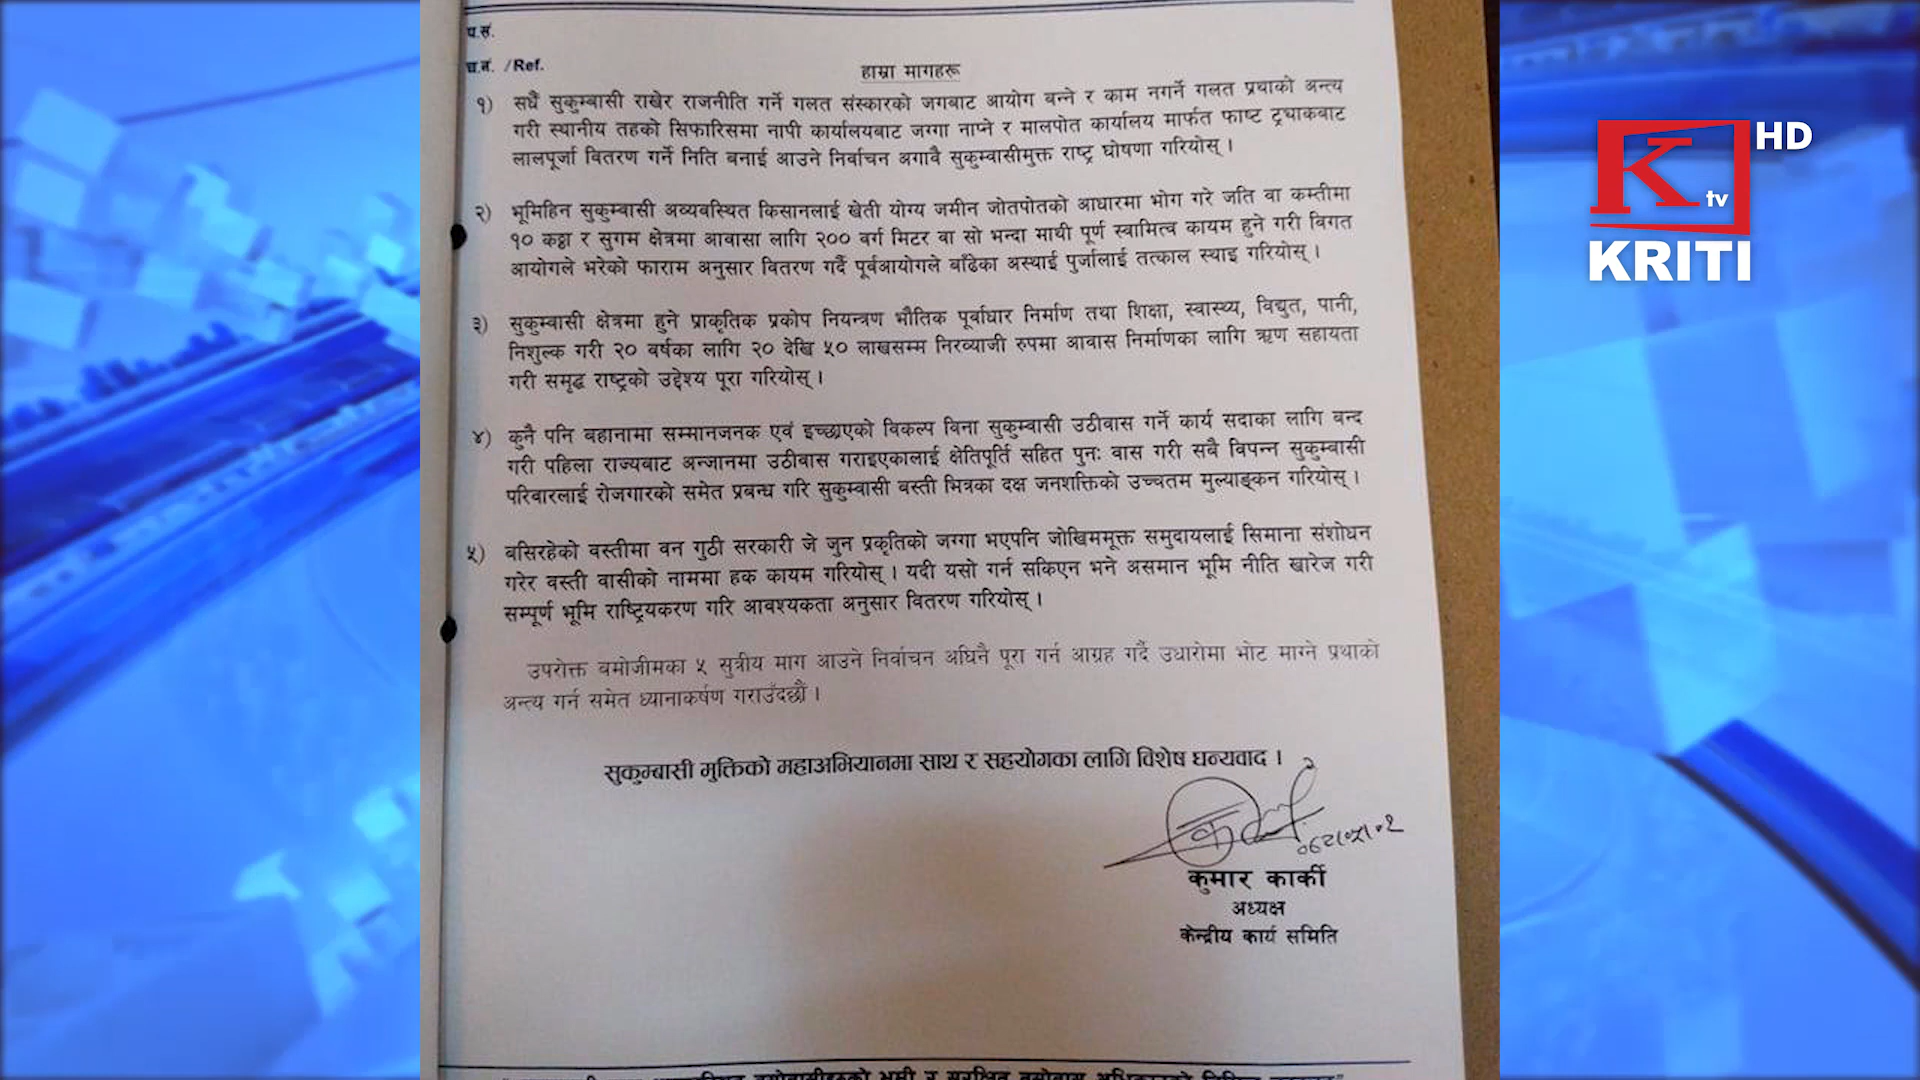 प.सं.
च.नं. /Ref.
हाम्रा मागहरू
१) सधैं सुकुम्बासी राखेर राजनीति गर्ने गलत संस्कारको जगबाट आयोग बन्ने र काम नगर्ने गलत प्रथाको अन्त्य
गरी स्थानीय तहको सिफारिसमा नापी कार्यालयबाट जग्गा नाप्ने र मालपोत कार्यालय मार्फत फाष्ट ट्र्याकबाट
लालपूर्जा वितरण गर्ने निति बनाई आउने निर्वाचन अगावै सुकुम्वासीमुक्त राष्ट्र घोषणा गरियोस् ।
२) भूमिहिन सुकुम्बासी अव्यवस्थित किसानलाई खेती योग्य जमीन जोतपोतको आधारमा भोग गरे जति वा कम्तीमा
१० कठ्ठा र सुगम क्षेत्रमा आवासा लागि २०० वर्ग मिटर वा सो भन्दा माथी पूर्ण स्वामित्व कायम हुने गरी विगत
आयोगले भरेको फाराम अनुसार वितरण गर्दै पूर्वआयोगले बाँढेका अस्थाई पुर्जालाई तत्काल स्थाइ गरियोस् ।
३) सुकुम्वासी क्षेत्रमा हुने प्राकृतिक प्रकोप नियन्त्रण भौतिक पूर्वाधार निर्माण तथा शिक्षा, स्वास्थ्य, विद्युत, पानी,
निशुल्क गरी २० वर्षका लागि २० देखि ५० लाखसम्म निरव्याजी रुपमा आवास निर्माणका लागि ऋण सहायता
गरी समृद्ध राष्ट्रको उद्देश्य पूरा गरियोस् ।
४) कुनै पनि बहानामा सम्मानजनक एवं इच्छाएको विकल्प विना सुकुम्वासी उठीवास गर्ने कार्य सदाका लागि बन्द
गरी पहिला राज्यबाट अन्जानमा उठीवास गराइएकालाई क्षेतिपूर्ति सहित पुनः वास गरी सबै विपन्न सुकुम्वासी
परिवारलाई रोजगारको समेत प्रबन्ध गरि सुकुम्वासी वस्ती भित्रका दक्ष जनशक्तिको उच्चतम मुल्याङ्कन गरियोस् ।
५) वसिरहेको वस्तीमा वन गुठी सरकारी जे जुन प्रकृतिको जग्गा भएपनि जोखिममूक्त समुदायलाई सिमाना संशोधन
गरेर वस्ती वासीको नाममा हक कायम गरियोस् । यदी यसो गर्न सकिएन भने असमान भूमि नीति खारेज गरी
सम्पूर्ण भूमि राष्ट्रियकरण गरि आवश्यकता अनुसार वितरण गरियोस् ।
उपरोक्त बमोजीमका ५ सुत्रीय माग आउने निर्वाचन अघिनै पूरा गर्न आग्रह गर्दै उधारोमा भोट माग्ने प्रथाको
अन्त्य गर्न समेत ध्यानाकर्षण गराउँदछौं ।
सुकुम्बासी मुक्तिको महाअभियानमा साथ र सहयोगका लागि विशेष धन्यवाद ।
कुमार कार्की
अध्यक्ष
केन्द्रीय कार्य समिति
K tv HD
KRITI